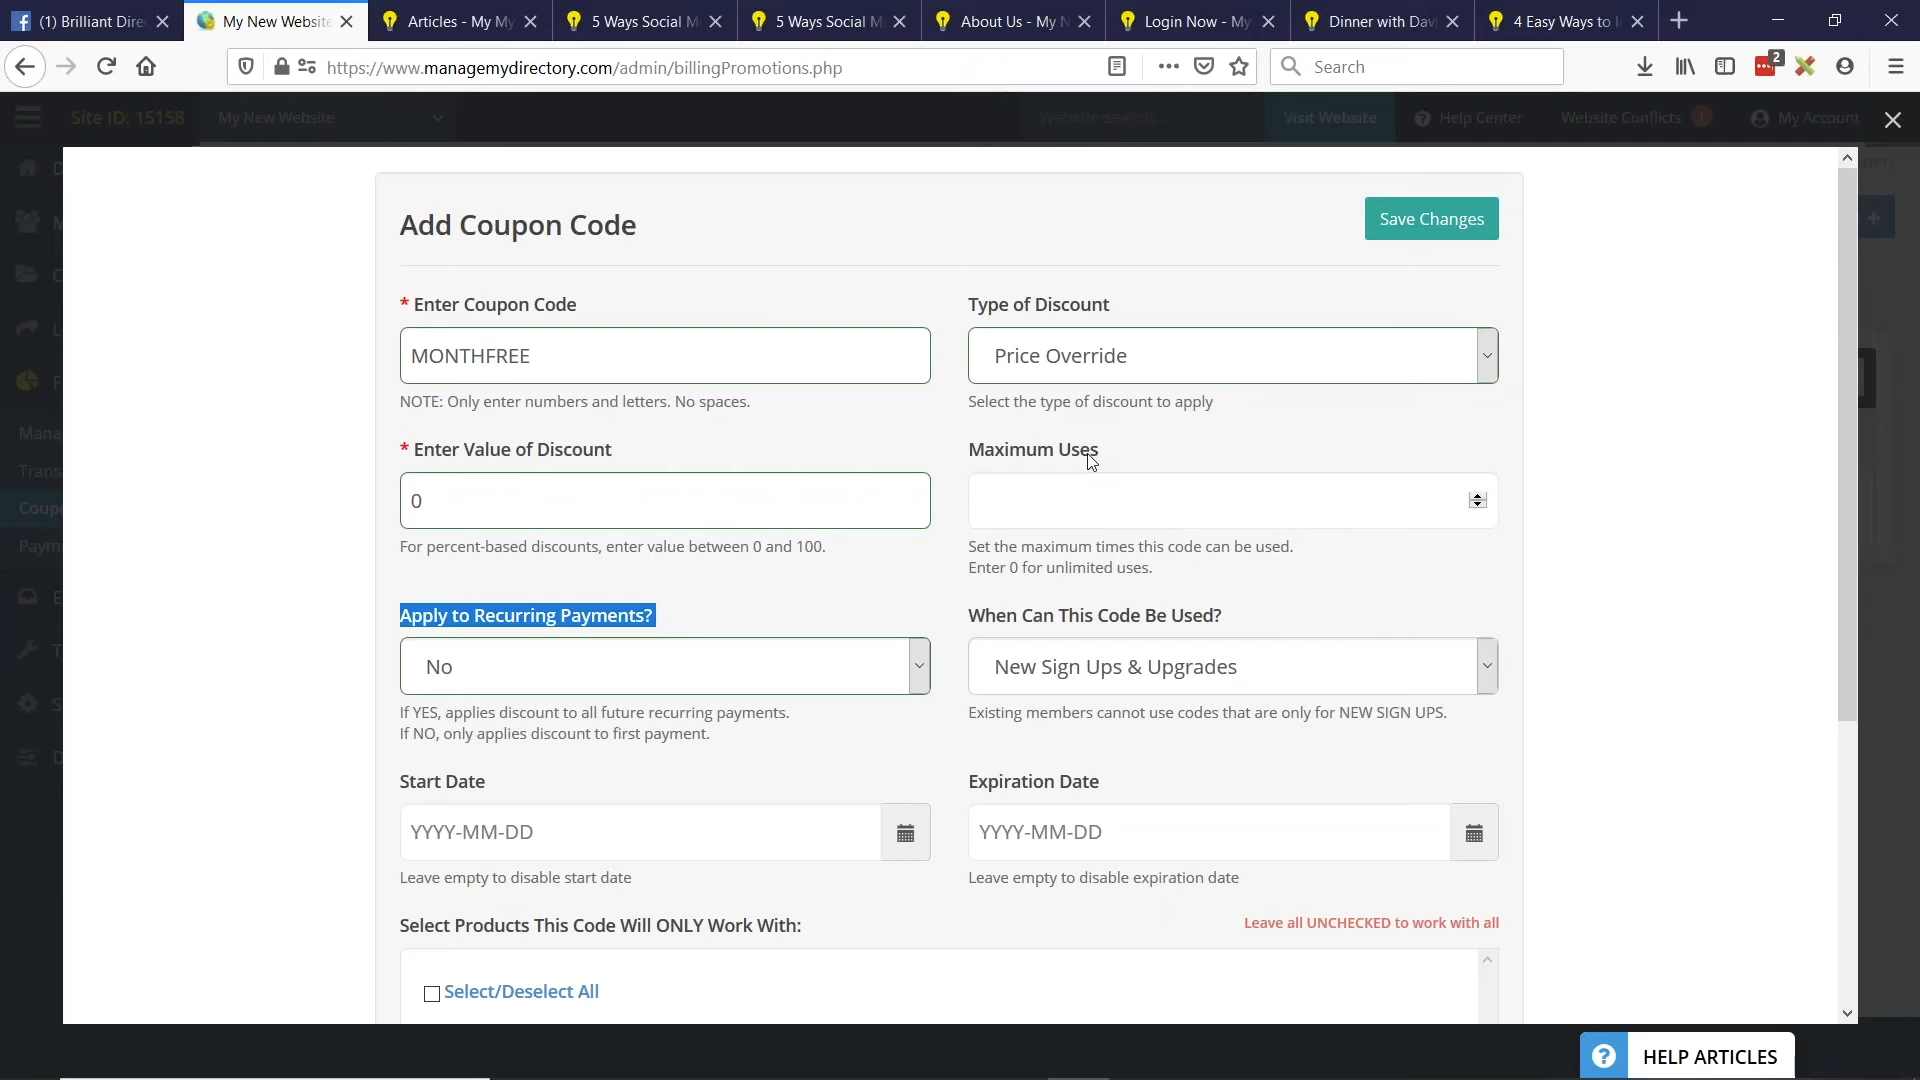 (1) Brilliant Dire
My New Website
Articles - My My
5 Ways Social M
5 Ways Social M
About Us - My N
Login Now - My
Dinner with Davi
4 Easy Ways to I
https://www.managemydirectory.com/admin/billingPromotions.php
Search
2
Site ID: 15158
My New Website
Website search...
Visit Website
Help Center
Website Conflicts
1
My Account
Add Coupon Code
Save Changes
* Enter Coupon Code
Type of Discount
MONTHFREE
Price Override
NOTE: Only enter numbers and letters. No spaces.
Select the type of discount to apply
* Enter Value of Discount
Maximum Uses
0
For percent-based discounts, enter value between 0 and 100.
Set the maximum times this code can be used.
Enter 0 for unlimited uses.
Apply to Recurring Payments?
When Can This Code Be Used?
No
New Sign Ups & Upgrades
If YES, applies discount to all future recurring payments.
If NO, only applies discount to first payment.
Existing members cannot use codes that are only for NEW SIGN UPS.
Start Date
Expiration Date
YYYY-MM-DD
YYYY-MM-DD
Leave empty to disable start date
Leave empty to disable expiration date
Select Products This Code Will ONLY Work With:
Leave all UNCHECKED to work with all
Select/Deselect All
Mana
Trans
Coup
Paym
? HELP ARTICLES